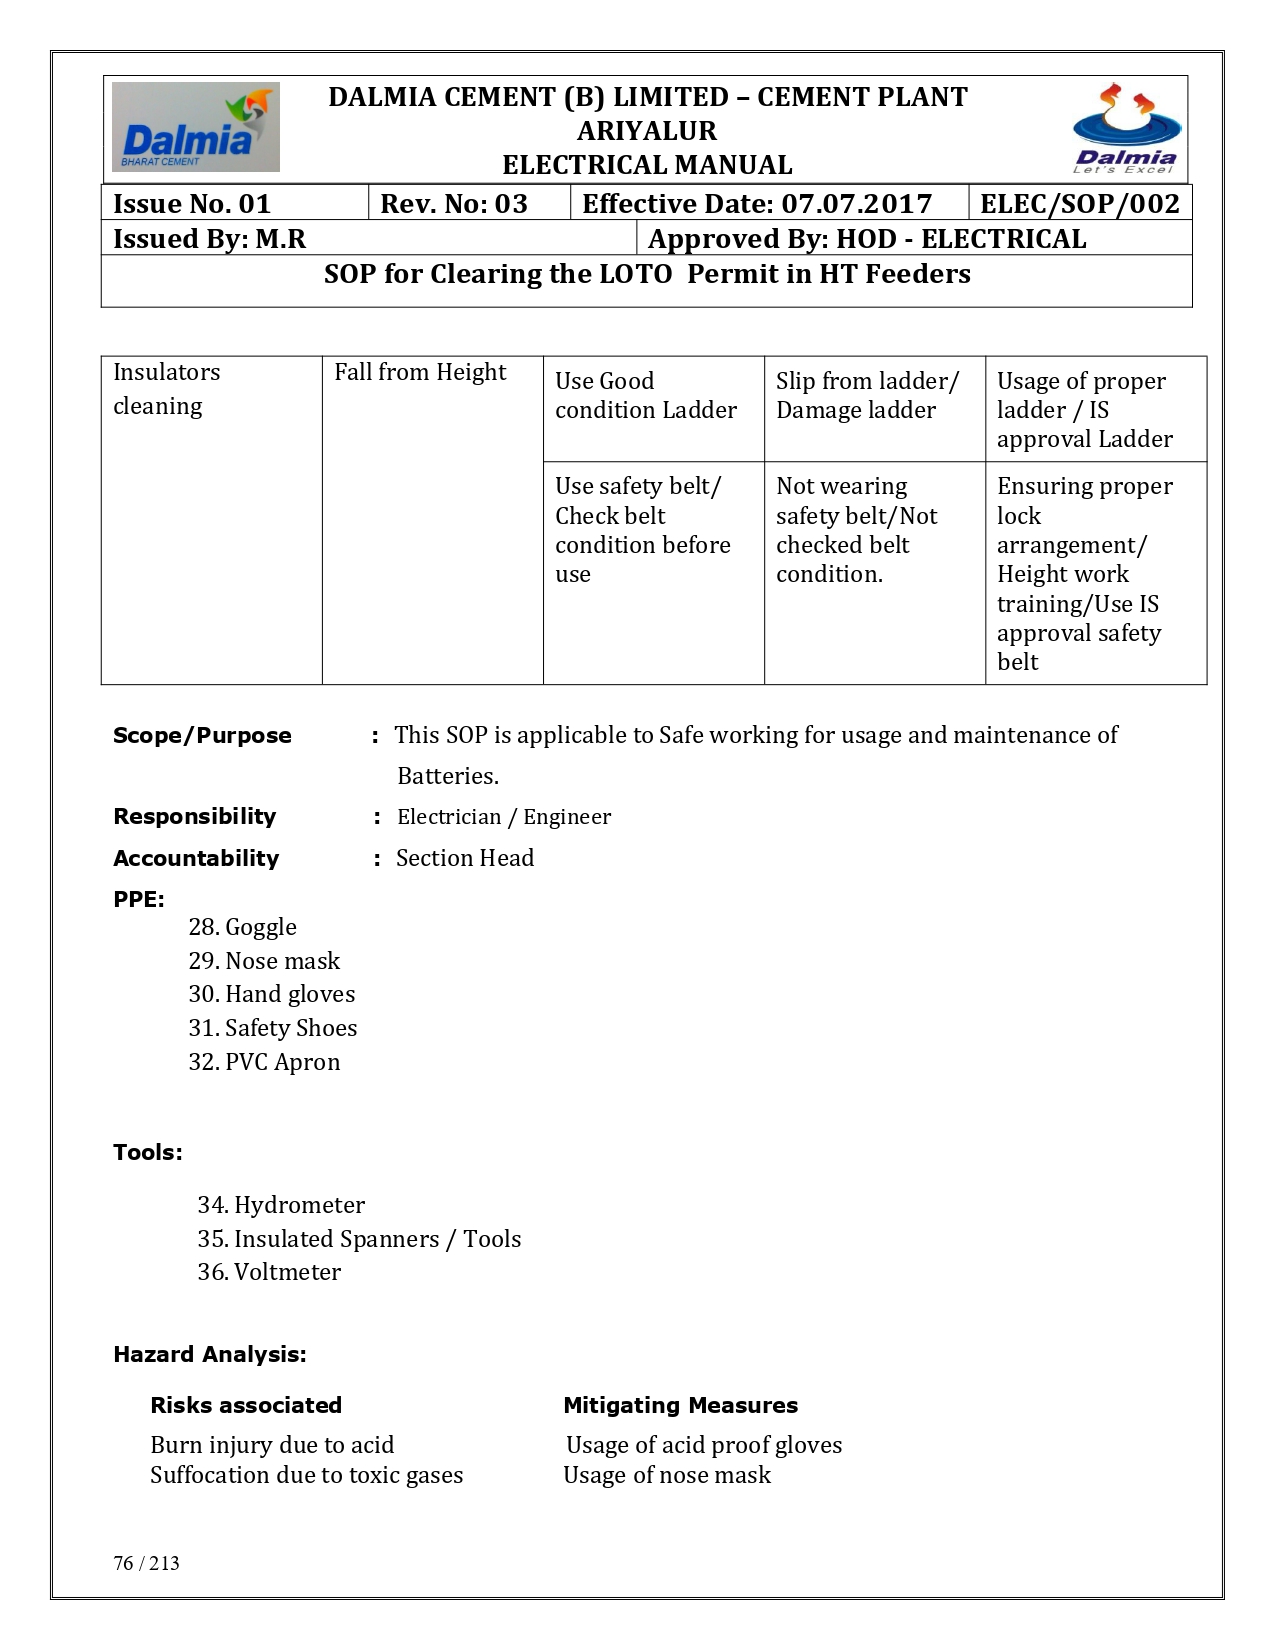 Dalmia
BHARAT CEMENT
DALMIA CEMENT (B) LIMITED – CEMENT PLANT
ARIYALUR
ELECTRICAL MANUAL
Dalmia
Let's Excel
Issue No. 01 Rev. No: 03 Effective Date: 07.07.2017 ELEC/SOP/002
Issued By: M.R Approved By: HOD - ELECTRICAL
SOP for Clearing the LOTO Permit in HT Feeders
Insulators
cleaning
Fall from Height
Use Good
condition Ladder
Slip from ladder/
Damage ladder
Usage of proper
ladder / IS
approval Ladder
Use safety belt/
Check belt
condition before
use
Not wearing
safety belt/Not
checked belt
condition.
Ensuring proper
lock
arrangement/
Height work
training/Use IS
approval safety
belt
Scope/Purpose : This SOP is applicable to Safe working for usage and maintenance of
Batteries.
Responsibility : Electrician / Engineer
Accountability : Section Head
PPE:
28. Goggle
29. Nose mask
30. Hand gloves
31. Safety Shoes
32. PVC Apron
Tools:
34. Hydrometer
35. Insulated Spanners / Tools
36. Voltmeter
Hazard Analysis:
Risks associated Mitigating Measures
Burn injury due to acid Usage of acid proof gloves
Suffocation due to toxic gases Usage of nose mask
76 / 213